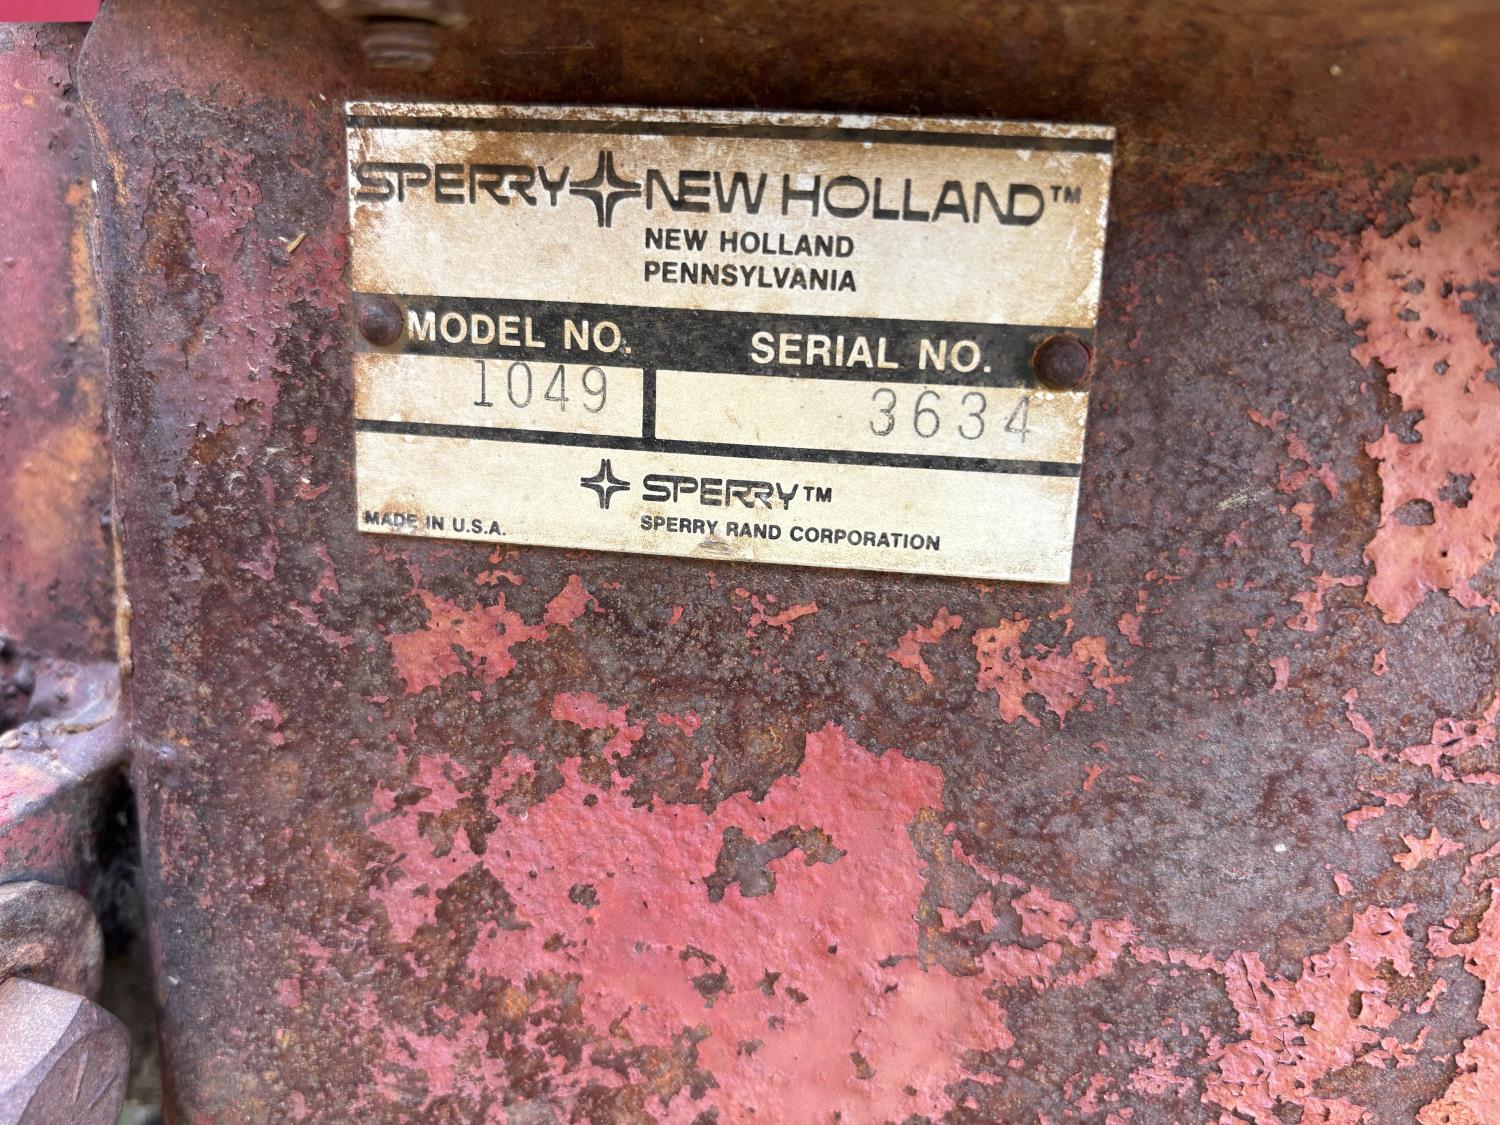 SPERRY NEW HOLLAND™
NEW HOLLAND
PENNSYLVANIA
MODEL NO. SERIAL NO.
1049 3634
SPERRY™
MADE IN U.S.A. SPERRY RAND CORPORATION